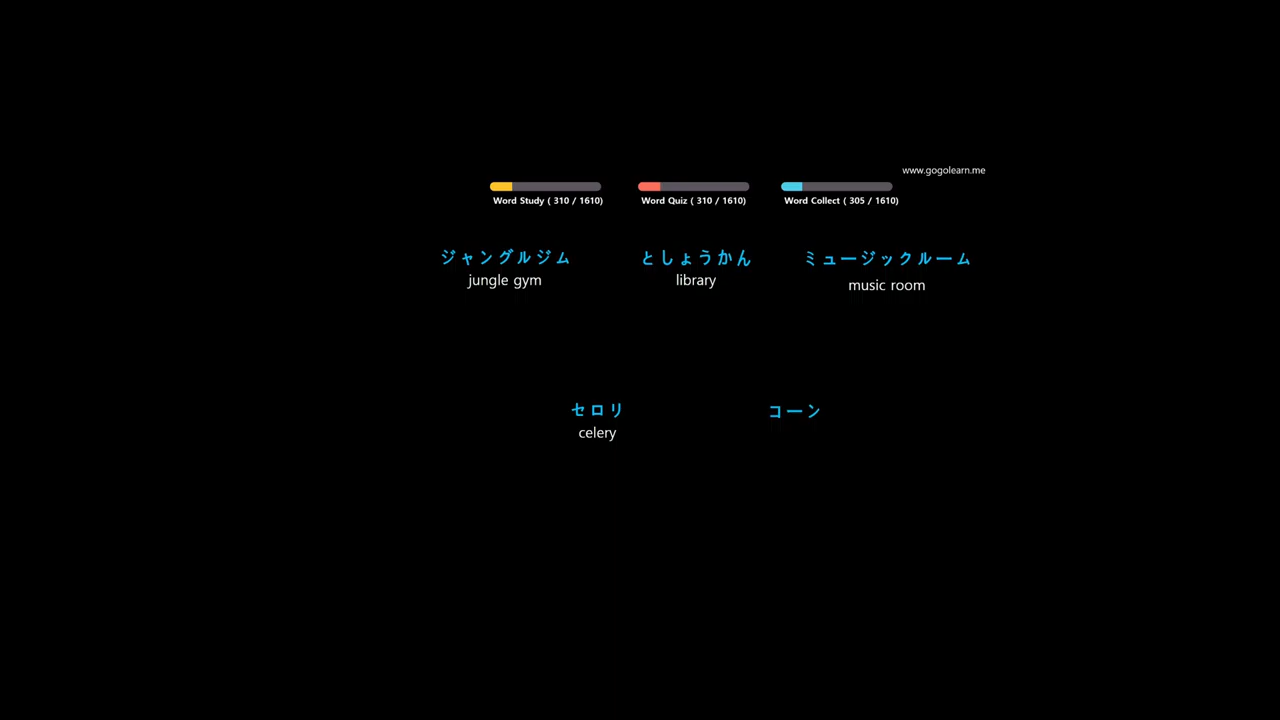 www.gogolearn.me
Word Study ( 310 / 1610)
Word Quiz ( 310 / 1610)
Word Collect ( 305 / 1610)
ジャングルジム
jungle gym
としょうかん
library
ミュージックルーム
music room
セロリ
celery
コーン